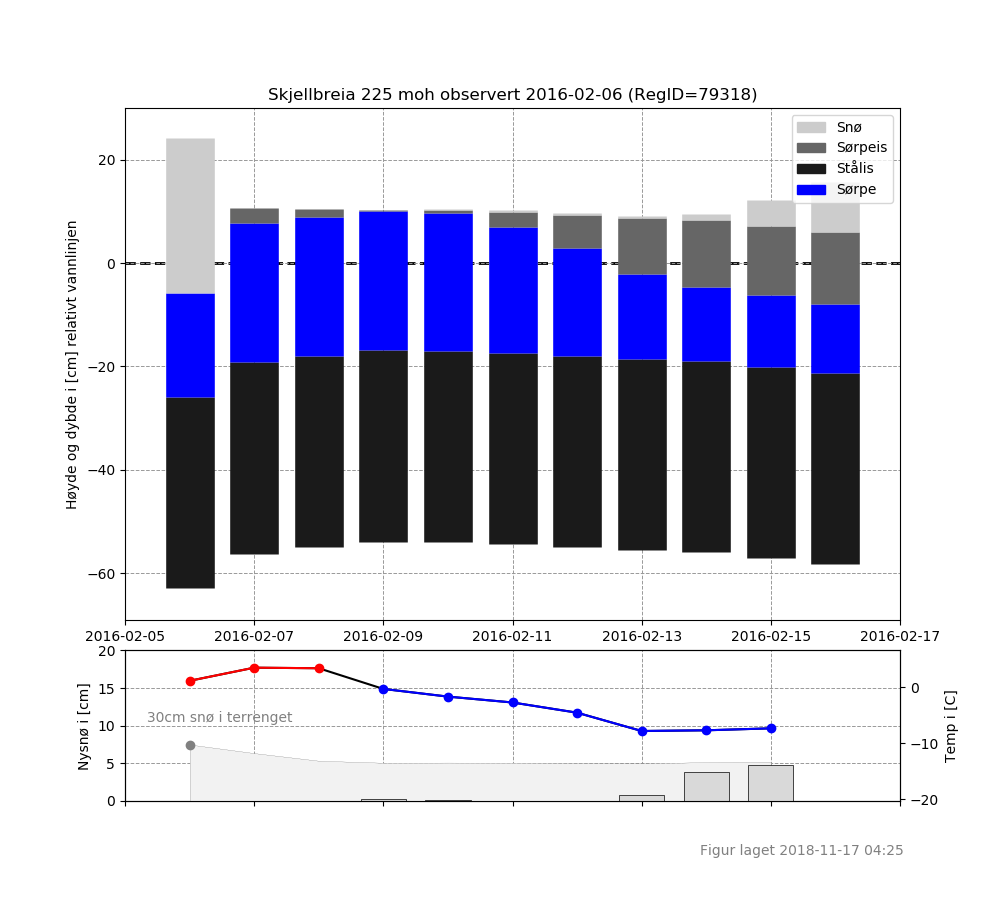 Skjellbreia 225 moh observert 2016-02-06 (RegID=79318)
Snø
Sørpeis
Stålis
Sørpe
Høyde og dybde i [cm] relativt vannlinjen
20
0
−20
−40
−60
2016-02-05 2016-02-07 2016-02-09 2016-02-11 2016-02-13 2016-02-15 2016-02-17
Nysnø i [cm]
20
15
10
5
0
30cm snø i terrenget
0
−10
−20
Temp i [C]
Figur laget 2018-11-17 04:25